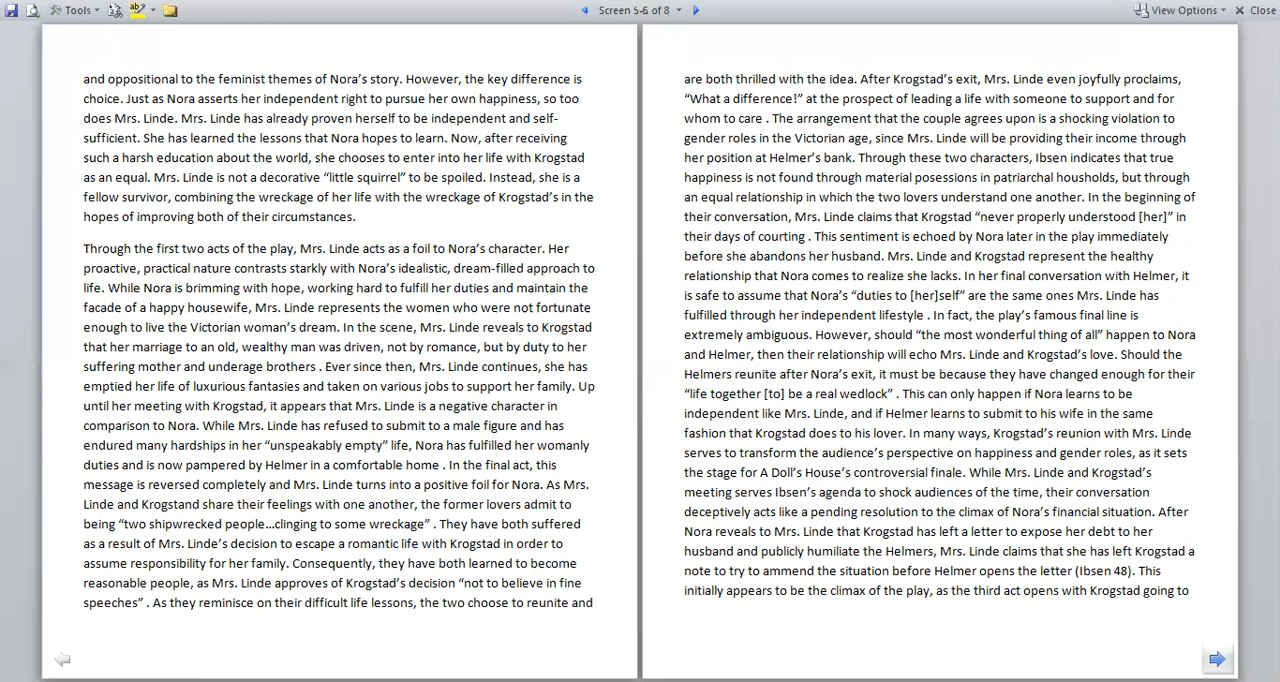 Tools
Screen 5-6 of 8
View Options
Close
and oppositional to the feminist themes of Nora's story. However, the key difference is
choice. Just as Nora asserts her independent right to pursue her own happiness, so too
does Mrs. Linde. Mrs. Linde has already proven herself to be independent and self-
sufficient. She has learned the lessons that Nora hopes to learn. Now, after receiving
such a harsh education about the world, she chooses to enter into her life with Krogstad
as an equal. Mrs. Linde is not a decorative “little squirrel” to be spoiled. Instead, she is a
fellow survivor, combining the wreckage of her life with the wreckage of Krogstad's in the
hopes of improving both of their circumstances.
Through the first two acts of the play, Mrs. Linde acts as a foil to Nora's character. Her
proactive, practical nature contrasts starkly with Nora's idealistic, dream-filled approach to
life. While Nora is brimming with hope, working hard to fulfill her duties and maintain the
facade of a happy housewife, Mrs. Linde represents the women who were not fortunate
enough to live the Victorian woman's dream. In the scene, Mrs. Linde reveals to Krogstad
that her marriage to an old, wealthy man was driven, not by romance, but by duty to her
suffering mother and underage brothers . Ever since then, Mrs. Linde continues, she has
emptied her life of luxurious fantasies and taken on various jobs to support her family. Up
until her meeting with Krogstad, it appears that Mrs. Linde is a negative character in
comparison to Nora. While Mrs. Linde has refused to submit to a male figure and has
endured many hardships in her “unspeakably empty” life, Nora has fulfilled her womanly
duties and is now pampered by Helmer in a comfortable home . In the final act, this
message is reversed completely and Mrs. Linde turns into a positive foil for Nora. As Mrs.
Linde and Krogstand share their feelings with one another, the former lovers admit to
being “two shipwrecked people…clinging to some wreckage” . They have both suffered
as a result of Mrs. Linde's decision to escape a romantic life with Krogstad in order to
assume responsibility for her family. Consequently, they have both learned to become
reasonable people, as Mrs. Linde approves of Krogstad's decision “not to believe in fine
speeches” . As they reminisce on their difficult life lessons, the two choose to reunite and
are both thrilled with the idea. After Krogstad's exit, Mrs. Linde even joyfully proclaims,
“What a difference!” at the prospect of leading a life with someone to support and for
whom to care . The arrangement that the couple agrees upon is a shocking violation to
gender roles in the Victorian age, since Mrs. Linde will be providing their income through
her position at Helmer's bank. Through these two characters, Ibsen indicates that true
happiness is not found through material posessions in patriarchal housholds, but through
an equal relationship in which the two lovers understand one another. In the beginning of
their conversation, Mrs. Linde claims that Krogstad “never properly understood [her]” in
their days of courting . This sentiment is echoed by Nora later in the play immediately
before she abandons her husband. Mrs. Linde and Krogstad represent the healthy
relationship that Nora comes to realize she lacks. In her final conversation with Helmer, it
is safe to assume that Nora's “duties to [her]self” are the same ones Mrs. Linde has
fulfilled through her independent lifestyle . In fact, the play's famous final line is
extremely ambiguous. However, should “the most wonderful thing of all” happen to Nora
and Helmer, then their relationship will echo Mrs. Linde and Krogstad's love. Should the
Helmers reunite after Nora's exit, it must be because they have changed enough for their
“life together [to] be a real wedlock” . This can only happen if Nora learns to be
independent like Mrs. Linde, and if Helmer learns to submit to his wife in the same
fashion that Krogstad does to his lover. In many ways, Krogstad's reunion with Mrs. Linde
serves to transform the audience's perspective on happiness and gender roles, as it sets
the stage for A Doll's House's controversial finale. While Mrs. Linde and Krogstad's
meeting serves Ibsen's agenda to shock audiences of the time, their conversation
deceptively acts like a pending resolution to the climax of Nora's financial situation. After
Nora reveals to Mrs. Linde that Krogstad has left a letter to expose her debt to her
husband and publicly humiliate the Helmers, Mrs. Linde claims that she has left Krogstad a
note to try to ammend the situation before Helmer opens the letter (Ibsen 48). This
initially appears to be the climax of the play, as the third act opens with Krogstad going to